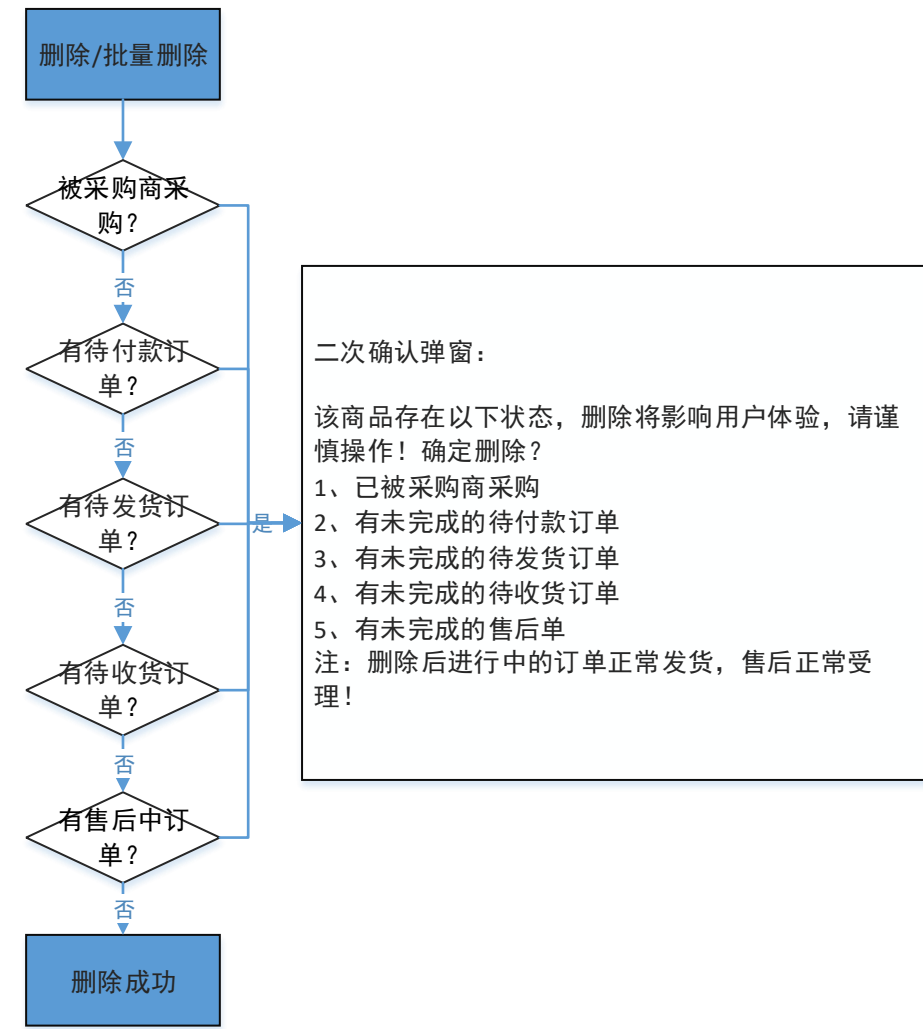 删除/批量删除
被采购商采
购？
否
有待付款订
单？
否
有待发货订
单？
否
有待收货订
单？
否
有售后中订
单？
否
删除成功
是
二次确认弹窗：
该商品存在以下状态，删除将影响用户体验，请谨
慎操作！确定删除？
1、已被采购商采购
2、有未完成的待付款订单
3、有未完成的待发货订单
4、有未完成的待收货订单
5、有未完成的售后单
注：删除后进行中的订单正常发货，售后正常受
理！